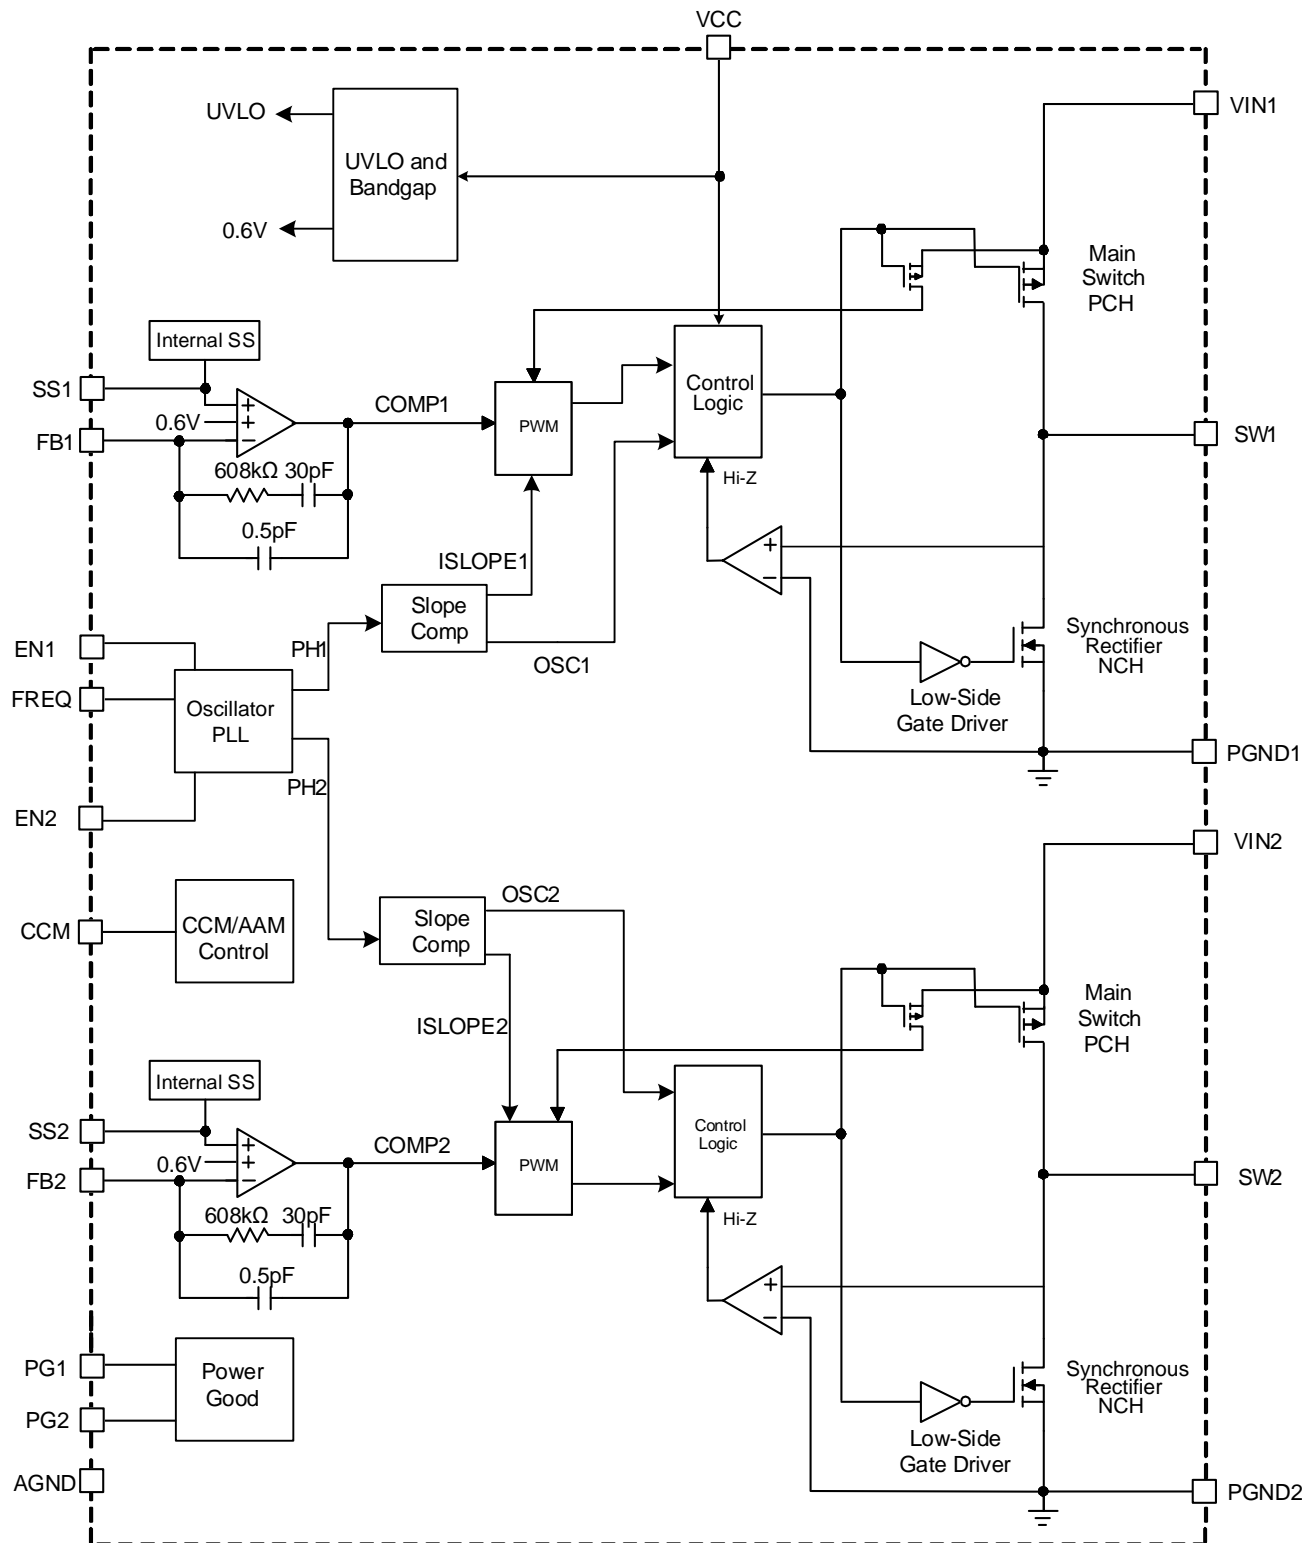 VCC
UVLO
UVLO and
Bandgap
0.6V
VIN1
Main
Switch
PCH
Internal SS
SS1
0.6V
FB1
COMP1
PWM
Control
Logic
SW1
608kΩ 30pF
0.5pF
Hi-Z
ISLOPE1
Slope
Comp
PH1
OSC1
EN1
FREQ
Oscillator
PLL
EN2
PH2
Synchronous
Rectifier
NCH
Low-Side
Gate Driver
PGND1
VIN2
CCM
CCM/AAM
Control
Slope
Comp
OSC2
ISLOPE2
Main
Switch
PCH
Internal SS
SS2
0.6V
FB2
COMP2
PWM
Control
Logic
SW2
608kΩ 30pF
0.5pF
Hi-Z
PG1
PG2
Power
Good
Synchronous
Rectifier
NCH
Low-Side
Gate Driver
AGND
PGND2